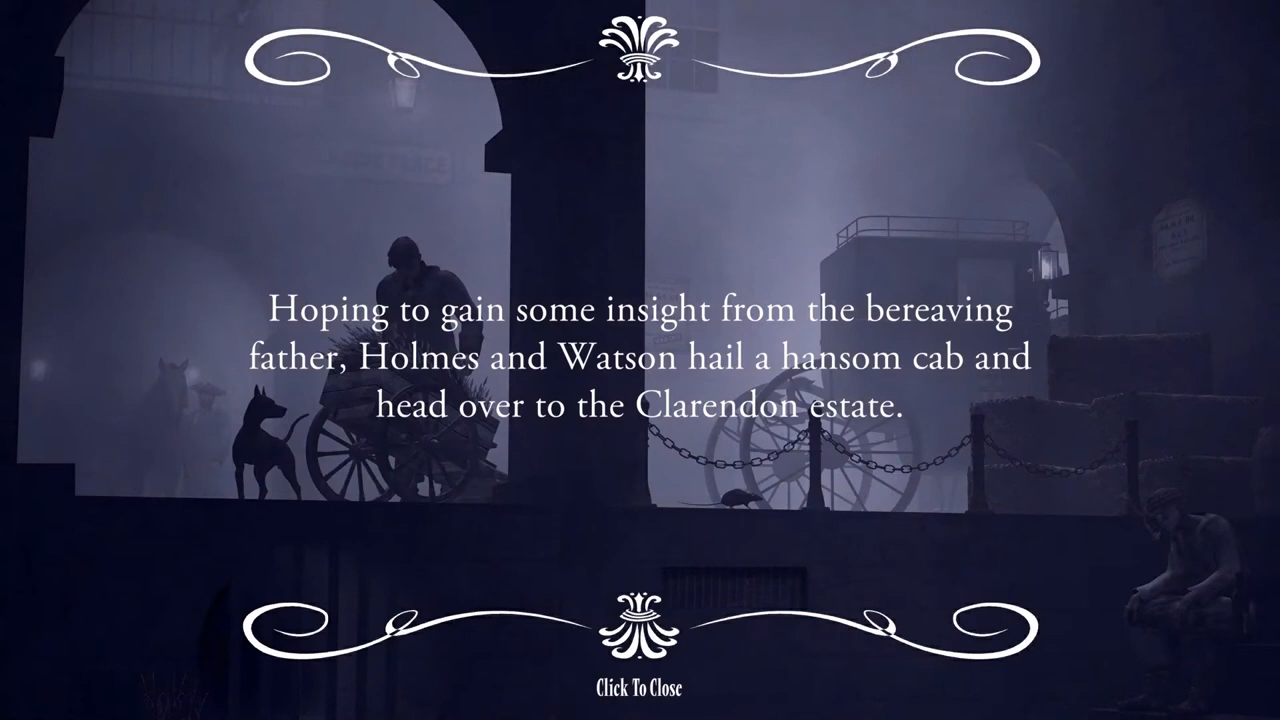 Hoping to gain some insight from the bereaving
father, Holmes and Watson hail a hansom cab and
head over to the Clarendon estate.
Click To Close